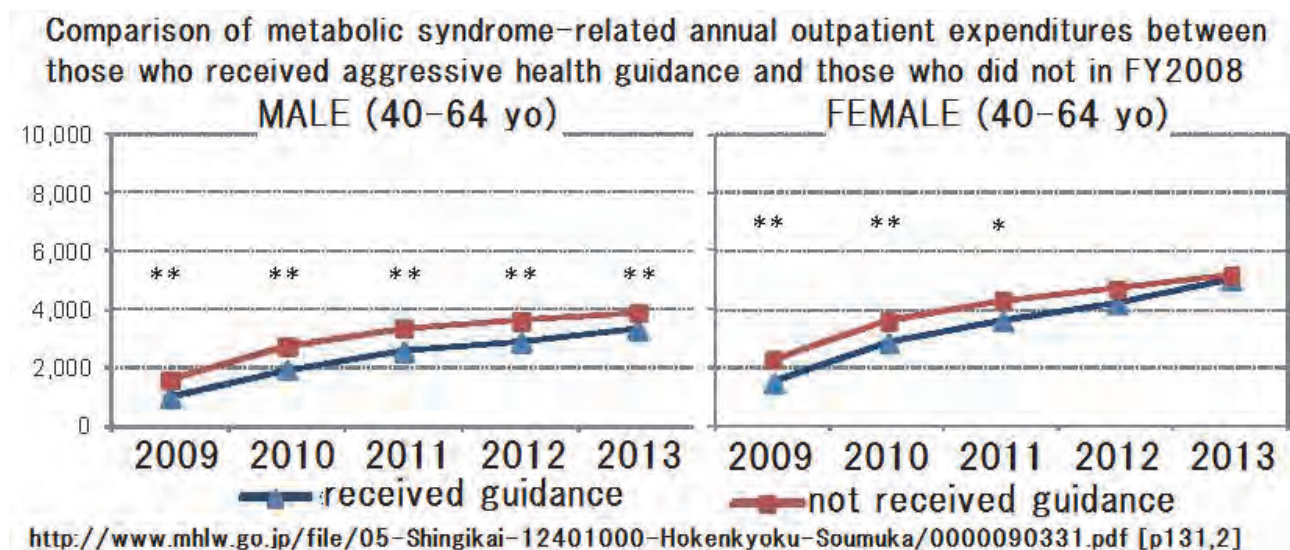 Comparison of metabolic syndrome-related annual outpatient expenditures between
those who received aggressive health guidance and those who did not in FY2008
MALE (40-64 yo)
10,000
8,000
6,000
4,000
2,000
0
** ** ** ** **
2009 2010 2011 2012 2013
FEMALE (40-64 yo)
** ** *
2009 2010 2011 2012 2013
received guidance
not received guidance
http://www.mhlw.go.jp/file/05-Shingikai-12401000-Hokenkyoku-Soumuka/0000090331.pdf [p131,2]